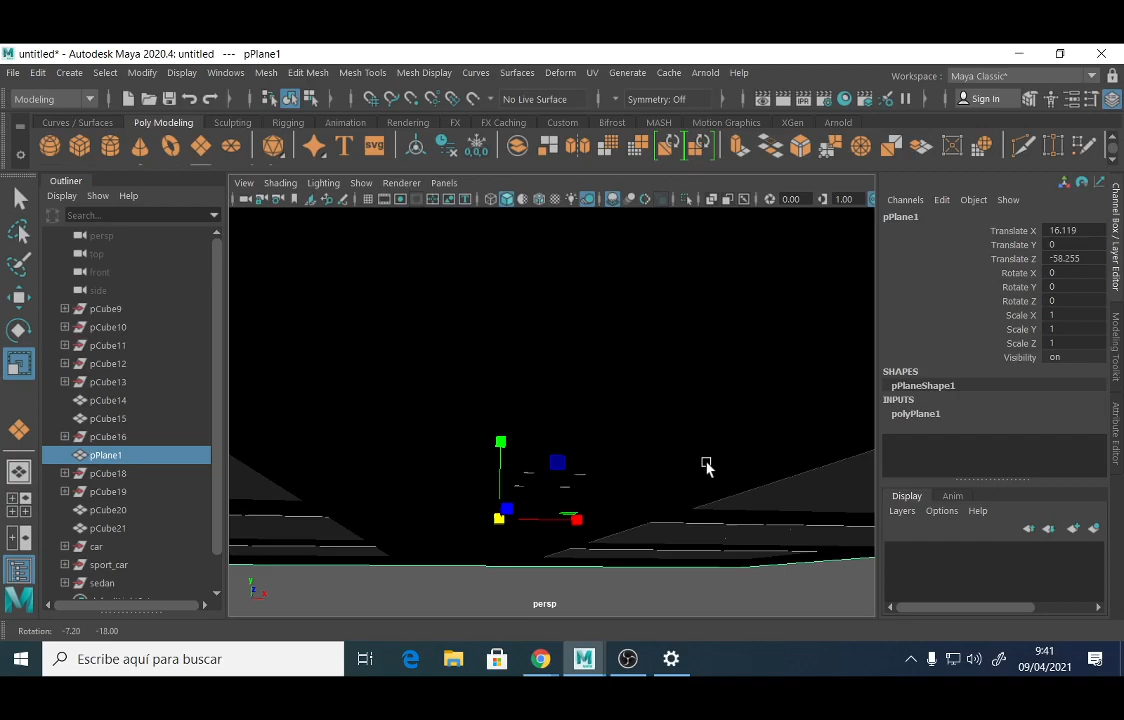 untitled* - Autodesk Maya 2020.4: untitled --- pPlane1
File Edit Create Select Modify Display Windows Mesh Edit Mesh Mesh Tools Mesh Display Curves Surfaces Deform UV Generate Cache Arnold Help
Workspace : Maya Classic*
Modeling
No Live Surface
Symmetry: Off
Sign In
Curves / Surfaces Poly Modeling Sculpting Rigging Animation Rendering FX FX Caching Custom Bifrost MASH Motion Graphics XGen Arnold
Outliner
Display Show Help
Search...
persp
top
front
side
pCube9
pCube10
pCube11
pCube12
pCube13
pCube14
pCube15
pCube16
pPlane1
pCube18
pCube19
pCube20
pCube21
car
sport_car
sedan
View Shading Lighting Show Renderer Panels
0.00 1.00
persp
Channels Edit Object Show
pPlane1
Translate X 16.119
Translate Y 0
Translate Z -58.255
Rotate X 0
Rotate Y 0
Rotate Z 0
Scale X 1
Scale Y 1
Scale Z 1
Visibility on
SHAPES
pPlaneShape1
INPUTS
polyPlane1
Display Anim
Layers Options Help
Channel Box / Layer Editor
Modeling Toolkit
Attribute Editor
Rotation: -7.20 -18.00
Escribe aquí para buscar
9:41
09/04/2021